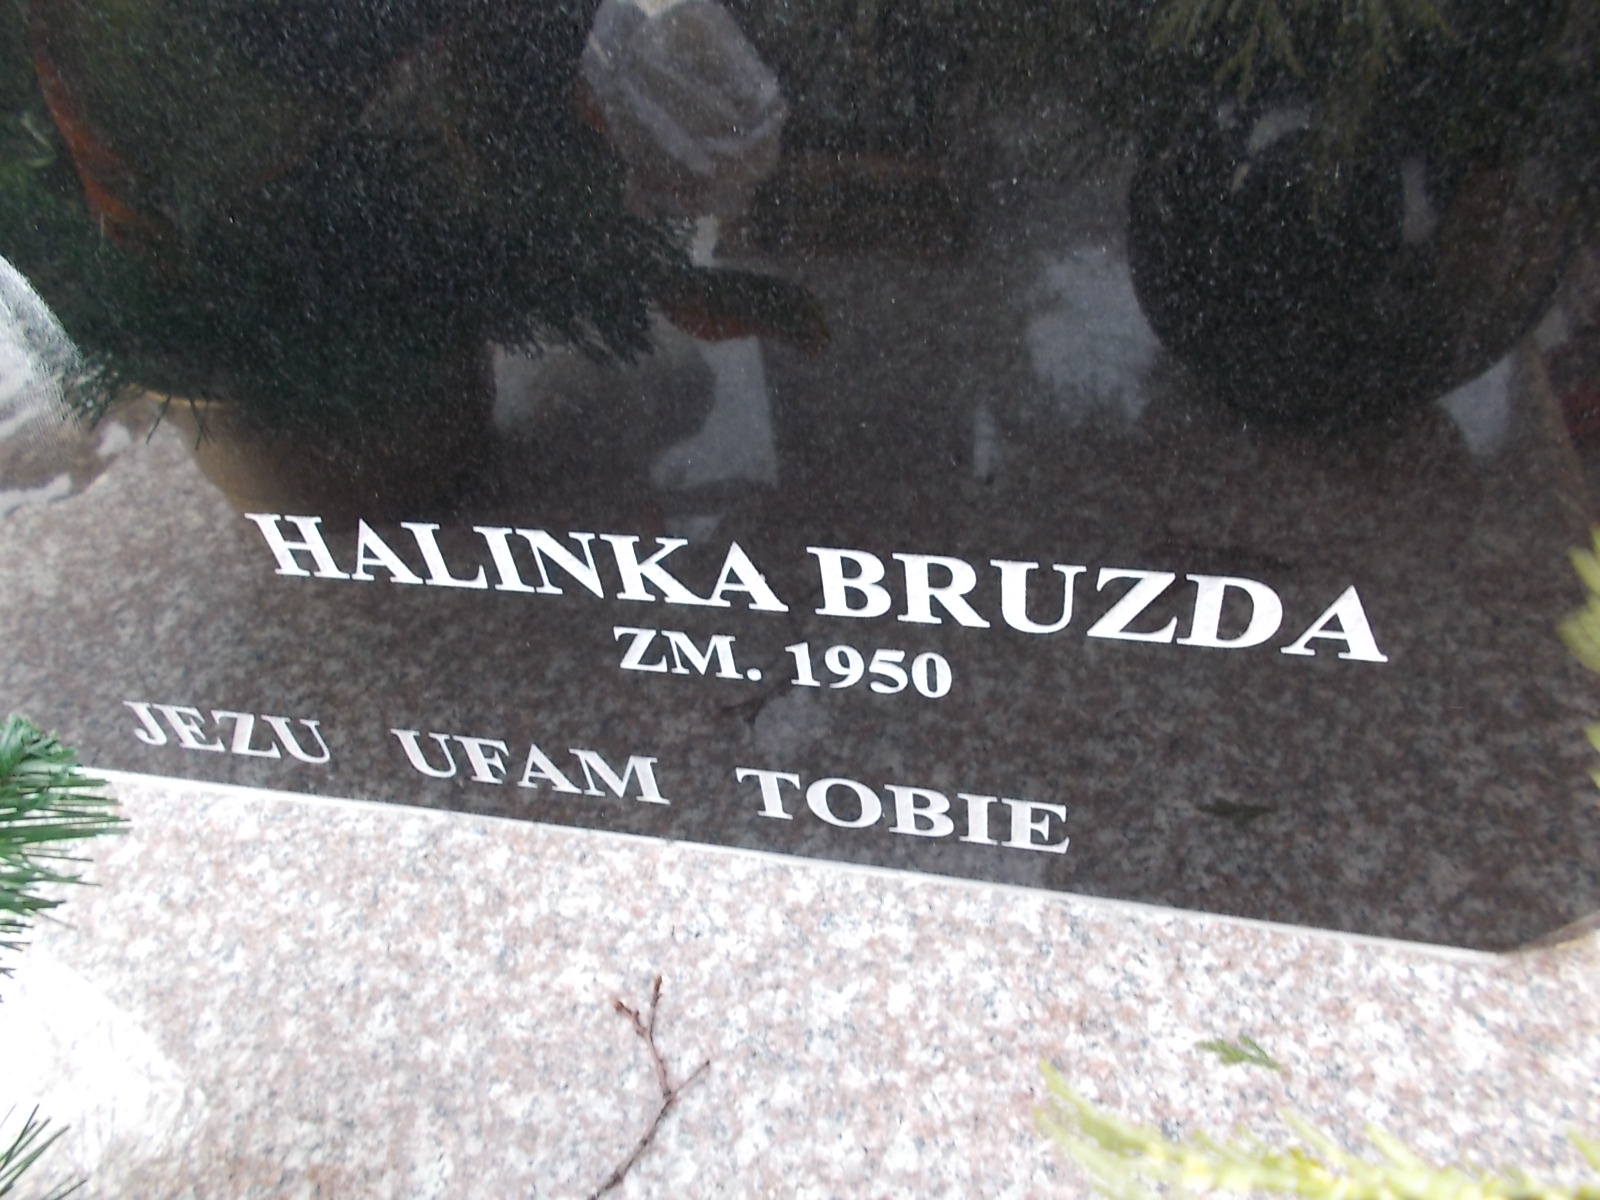 HALINKA BRUZDA
ZM. 1950
JEZU UFAM TOBIE